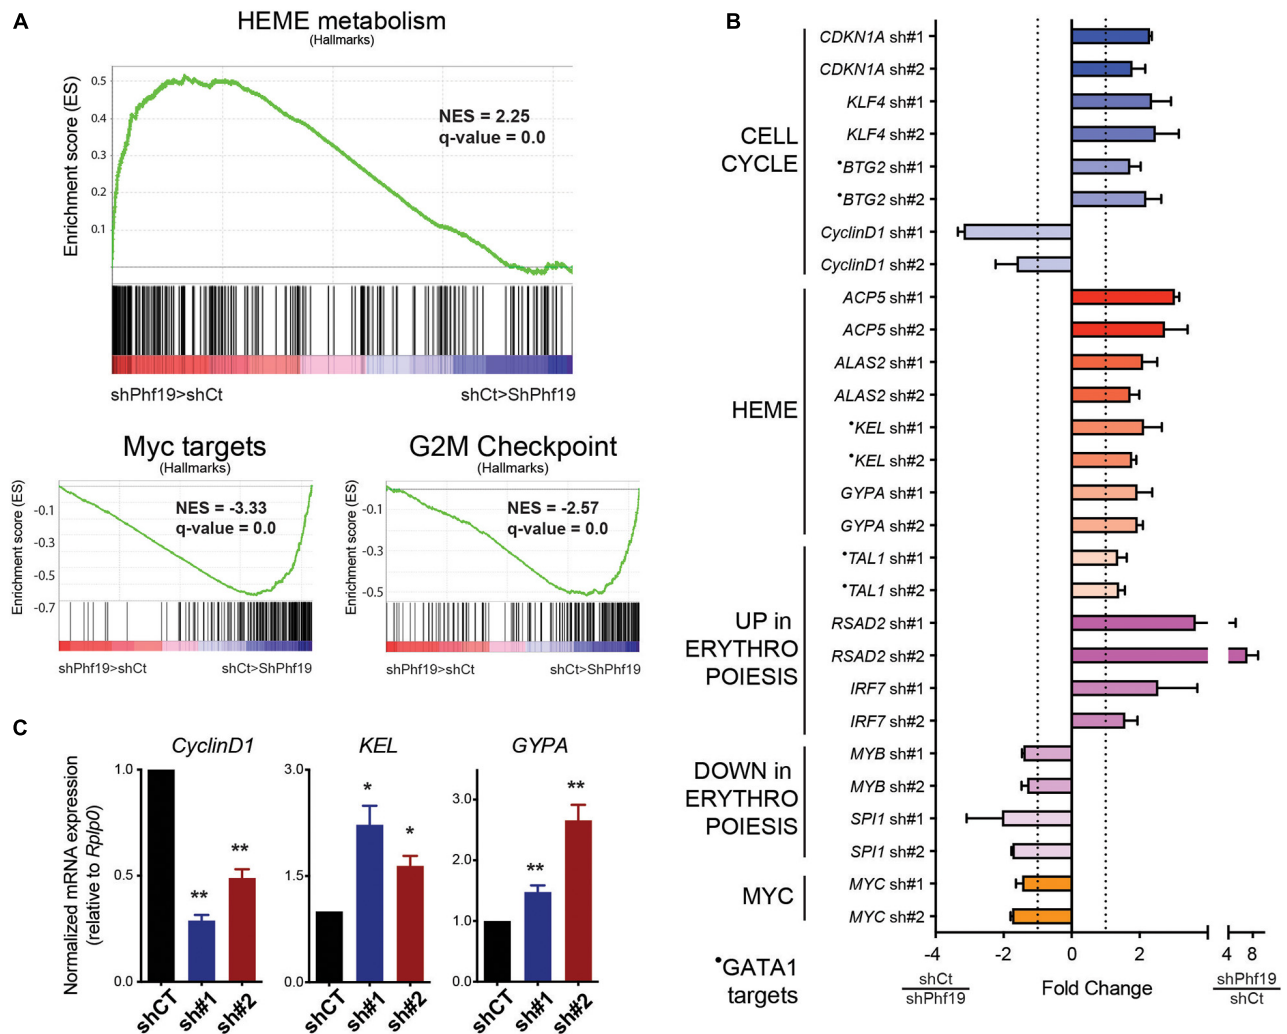 A
HEME metabolism
(Hallmarks)
Enrichment score (ES)
0.5
0.4
0.3
0.2
0.1
NES = 2.25
q-value = 0.0
shPhf19>shCt
shCt>ShPhf19
Myc targets
(Hallmarks)
Enrichment score (ES)
-0.1
-0.3
-0.5
-0.7
NES = -3.33
q-value = 0.0
shPhf19>shCt
shCt>ShPhf19
G2M Checkpoint
(Hallmarks)
Enrichment score (ES)
-0.1
-0.3
-0.5
NES = -2.57
q-value = 0.0
shPhf19>shCt
shCt>ShPhf19
B
CELL
CYCLE
CDKN1A sh#1
CDKN1A sh#2
KLF4 sh#1
KLF4 sh#2
•BTG2 sh#1
•BTG2 sh#2
CyclinD1 sh#1
CyclinD1 sh#2
HEME
ACP5 sh#1
ACP5 sh#2
ALAS2 sh#1
ALAS2 sh#2
•KEL sh#1
•KEL sh#2
GYPA sh#1
GYPA sh#2
UP in
ERYTHRO
POIESIS
•TAL1 sh#1
•TAL1 sh#2
RSAD2 sh#1
RSAD2 sh#2
IRF7 sh#1
IRF7 sh#2
DOWN in
ERYTHRO
POIESIS
MYB sh#1
MYB sh#2
SPI1 sh#1
SPI1 sh#2
MYC
MYC sh#1
MYC sh#2
-4 -2 0 2 4 8
•GATA1
targets
shCt
shPhf19
Fold Change
shPhf19
shCt
C
Normalized mRNA expression
(relative to Rplp0)
CyclinD1
1.0
0.5
0.0
**
**
shCT
sh#1
sh#2
KEL
3.0
1.5
0.0
*
*
shCT
sh#1
sh#2
GYPA
3.0
2.0
1.0
0.0
**
**
shCT
sh#1
sh#2